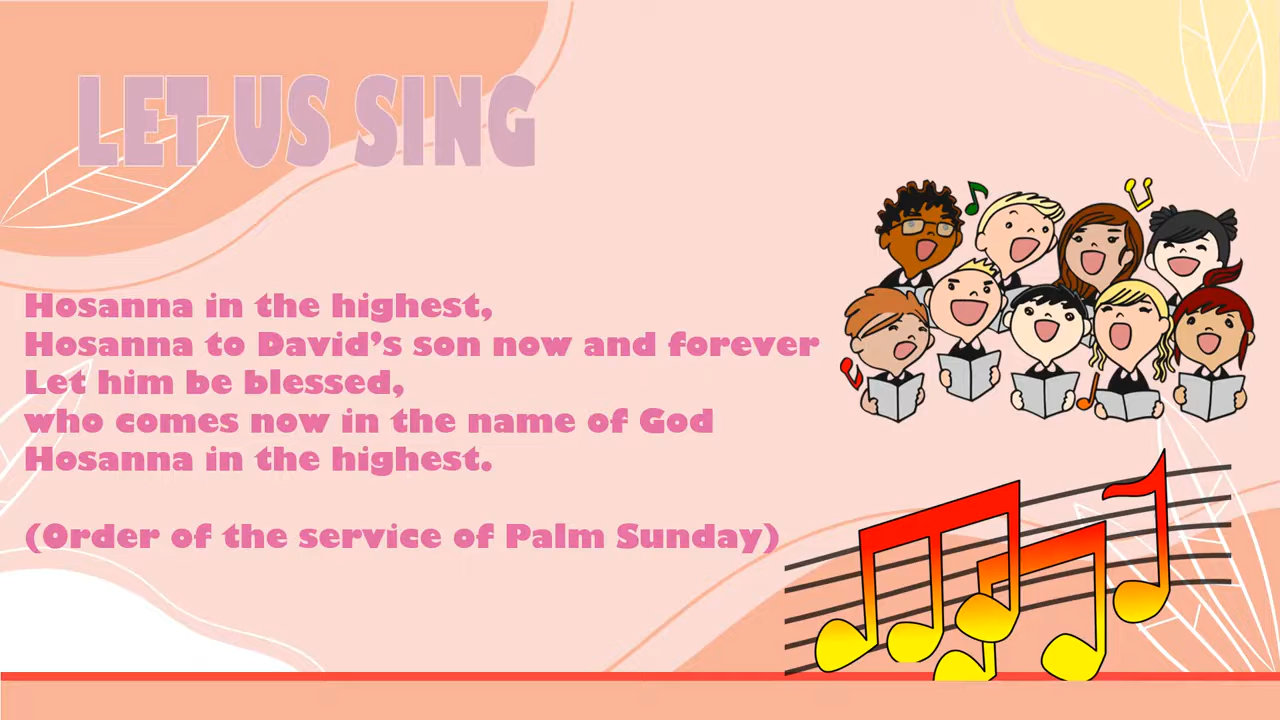 LET US SING
Hosanna in the highest,
Hosanna to David’s son now and forever
Let him be blessed,
who comes now in the name of God
Hosanna in the highest.
(Order of the service of Palm Sunday)